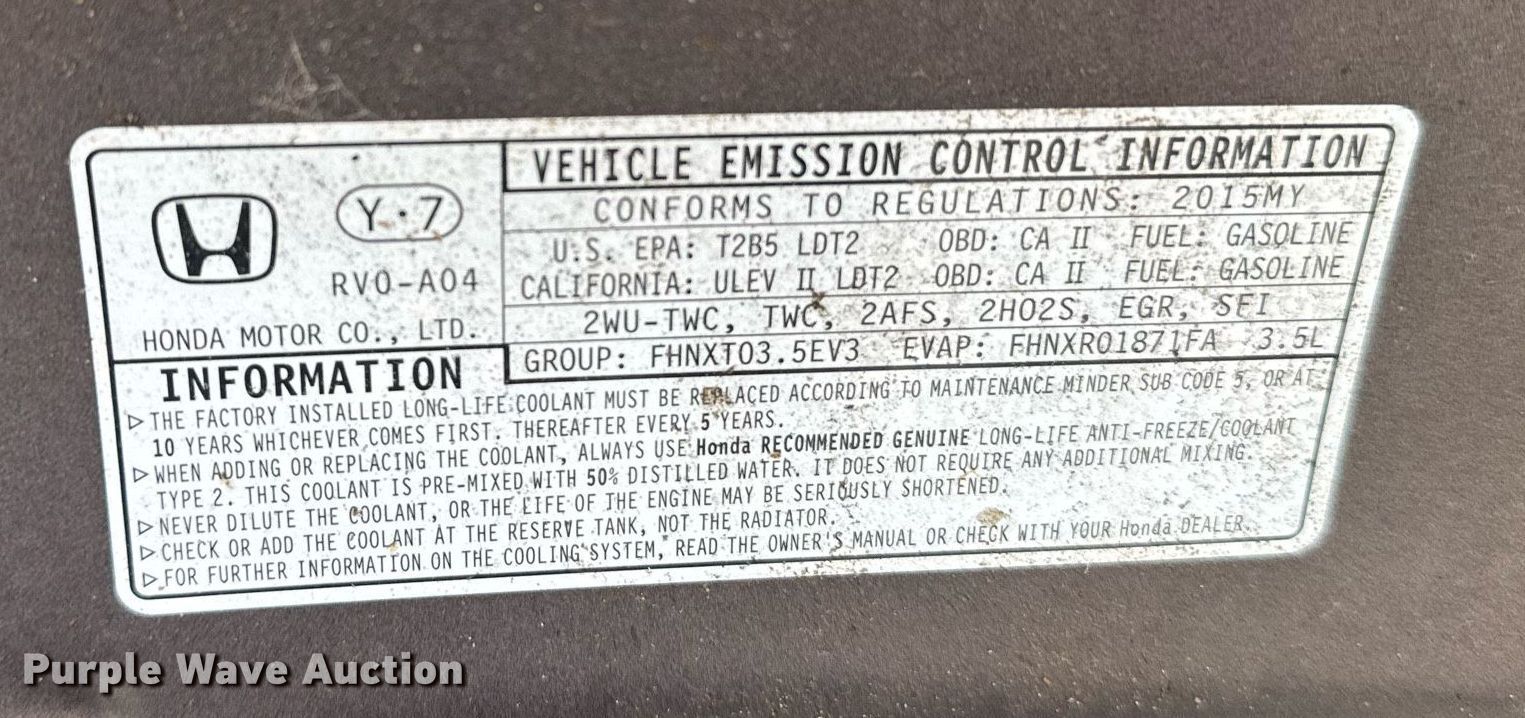 VEHICLE EMISSION CONTROL INFORMATION
CONFORMS TO REGULATIONS: 2015MY
U.S. EPA: T2B5 LDT2 OBD: CA II FUEL: GASOLINE
CALIFORNIA: ULEV II LDT2 OBD: CA II FUEL: GASOLINE
2WU-TWC, TWC, 2AFS, 2HO2S, EGR, SFI
GROUP: FHNXT03.5EV3 EVAP: FHNXR01871FA 3.5L
Y·7
RV0-A04
HONDA MOTOR CO., LTD.
INFORMATION
▷ THE FACTORY INSTALLED LONG-LIFE COOLANT MUST BE REPLACED ACCORDING TO MAINTENANCE MINDER SUB CODE 5, OR AT
10 YEARS WHICHEVER COMES FIRST. THEREAFTER EVERY 5 YEARS.
▷ WHEN ADDING OR REPLACING THE COOLANT, ALWAYS USE Honda RECOMMENDED GENUINE LONG-LIFE ANTI-FREEZE/COOLANT
TYPE 2. THIS COOLANT IS PRE-MIXED WITH 50% DISTILLED WATER. IT DOES NOT REQUIRE ANY ADDITIONAL MIXING.
▷ NEVER DILUTE THE COOLANT, OR THE LIFE OF THE ENGINE MAY BE SERIOUSLY SHORTENED.
▷ CHECK OR ADD THE COOLANT AT THE RESERVE TANK, NOT THE RADIATOR.
▷ FOR FURTHER INFORMATION ON THE COOLING SYSTEM, READ THE OWNER'S MANUAL OR CHECK WITH YOUR Honda DEALER.
Purple Wave Auction